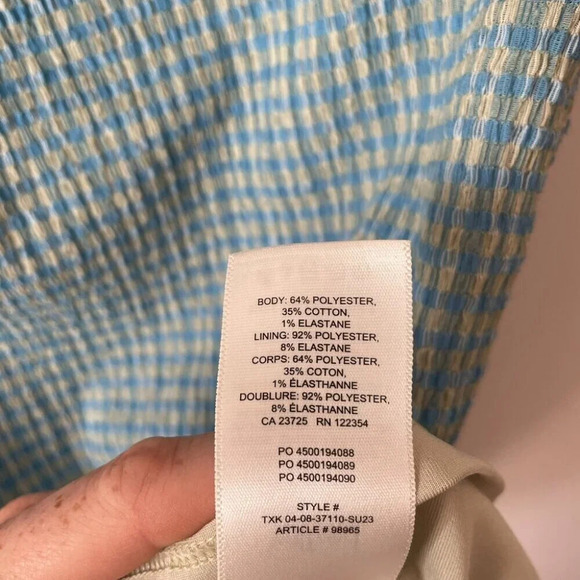 BODY: 64% POLYESTER,
35% COTTON,
1% ELASTANE
LINING: 92% POLYESTER,
8% ELASTANE
CORPS: 64% POLYESTER,
35% COTON,
1% ÉLASTHANNE
DOUBLURE: 92% POLYESTER,
8% ÉLASTHANNE
CA 23725 RN 122354
PO 4500194088
PO 4500194089
PO 4500194090
STYLE #
TXK 04-08-37110-SU23
ARTICLE # 98965